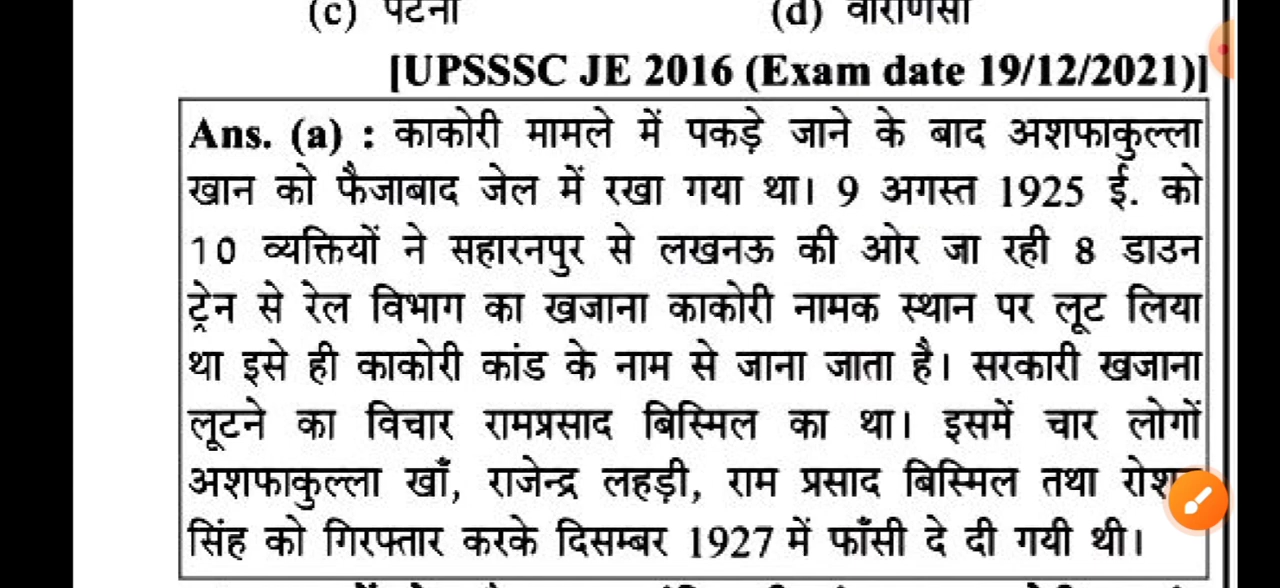 (c) पटना (d) वाराणसी
[UPSSSC JE 2016 (Exam date 19/12/2021)]
Ans. (a) : काकोरी मामले में पकड़े जाने के बाद अशफाकुल्ला
खान को फैजाबाद जेल में रखा गया था। 9 अगस्त 1925 ई. को
10 व्यक्तियों ने सहारनपुर से लखनऊ की ओर जा रही 8 डाउन
ट्रेन से रेल विभाग का खजाना काकोरी नामक स्थान पर लूट लिया
था इसे ही काकोरी कांड के नाम से जाना जाता है। सरकारी खजाना
लूटने का विचार रामप्रसाद बिस्मिल का था। इसमें चार लोगों
अशफाकुल्ला खाँ, राजेन्द्र लहड़ी, राम प्रसाद बिस्मिल तथा रोशन
सिंह को गिरफ्तार करके दिसम्बर 1927 में फाँसी दे दी गयी थी।